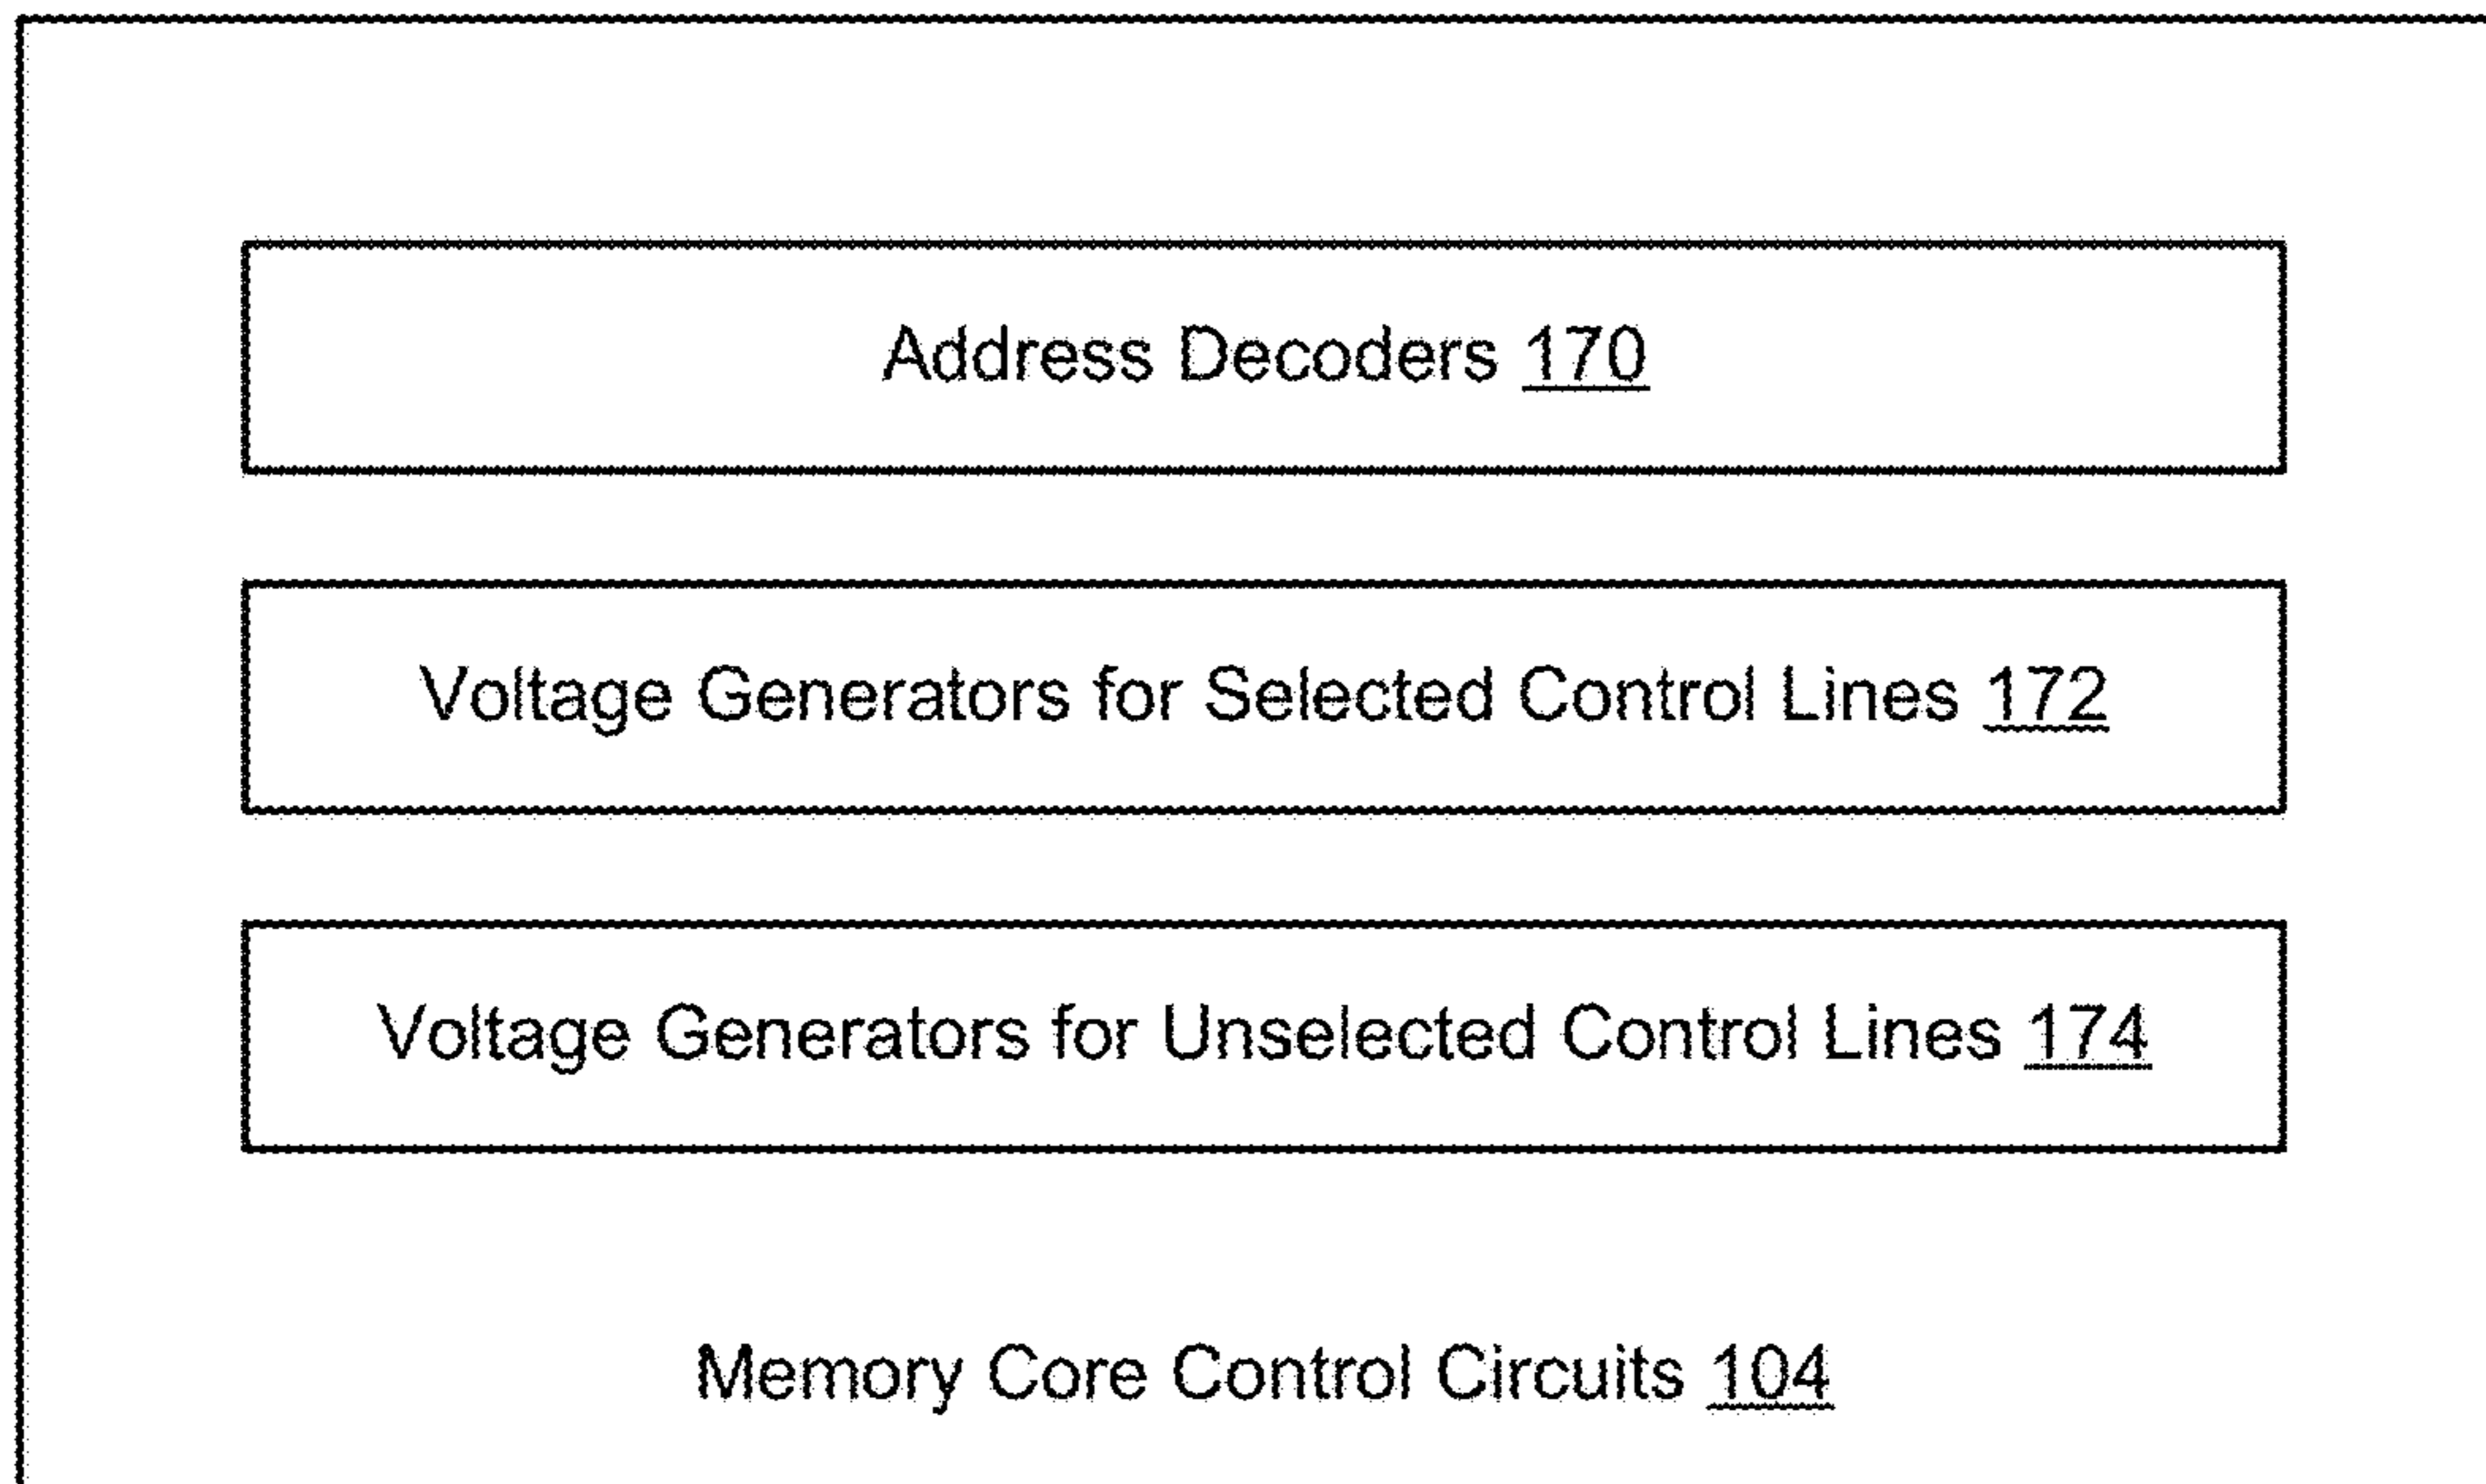 Address Decoders 170
Voltage Generators for Selected Control Lines 172
Voltage Generators for Unselected Control Lines 174
Memory Core Control Circuits 104